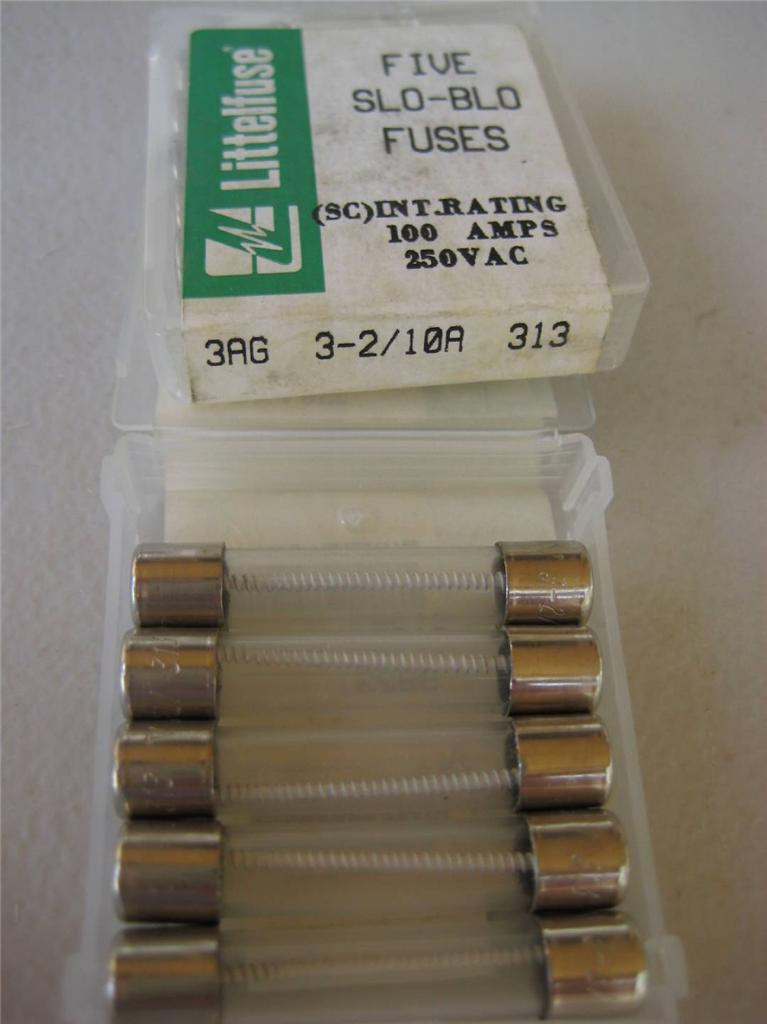 Littelfuse®
FIVE
SLO-BLO
FUSES
(SC)INT.RATING
100 AMPS
250VAC
3AG 3-2/10A 313